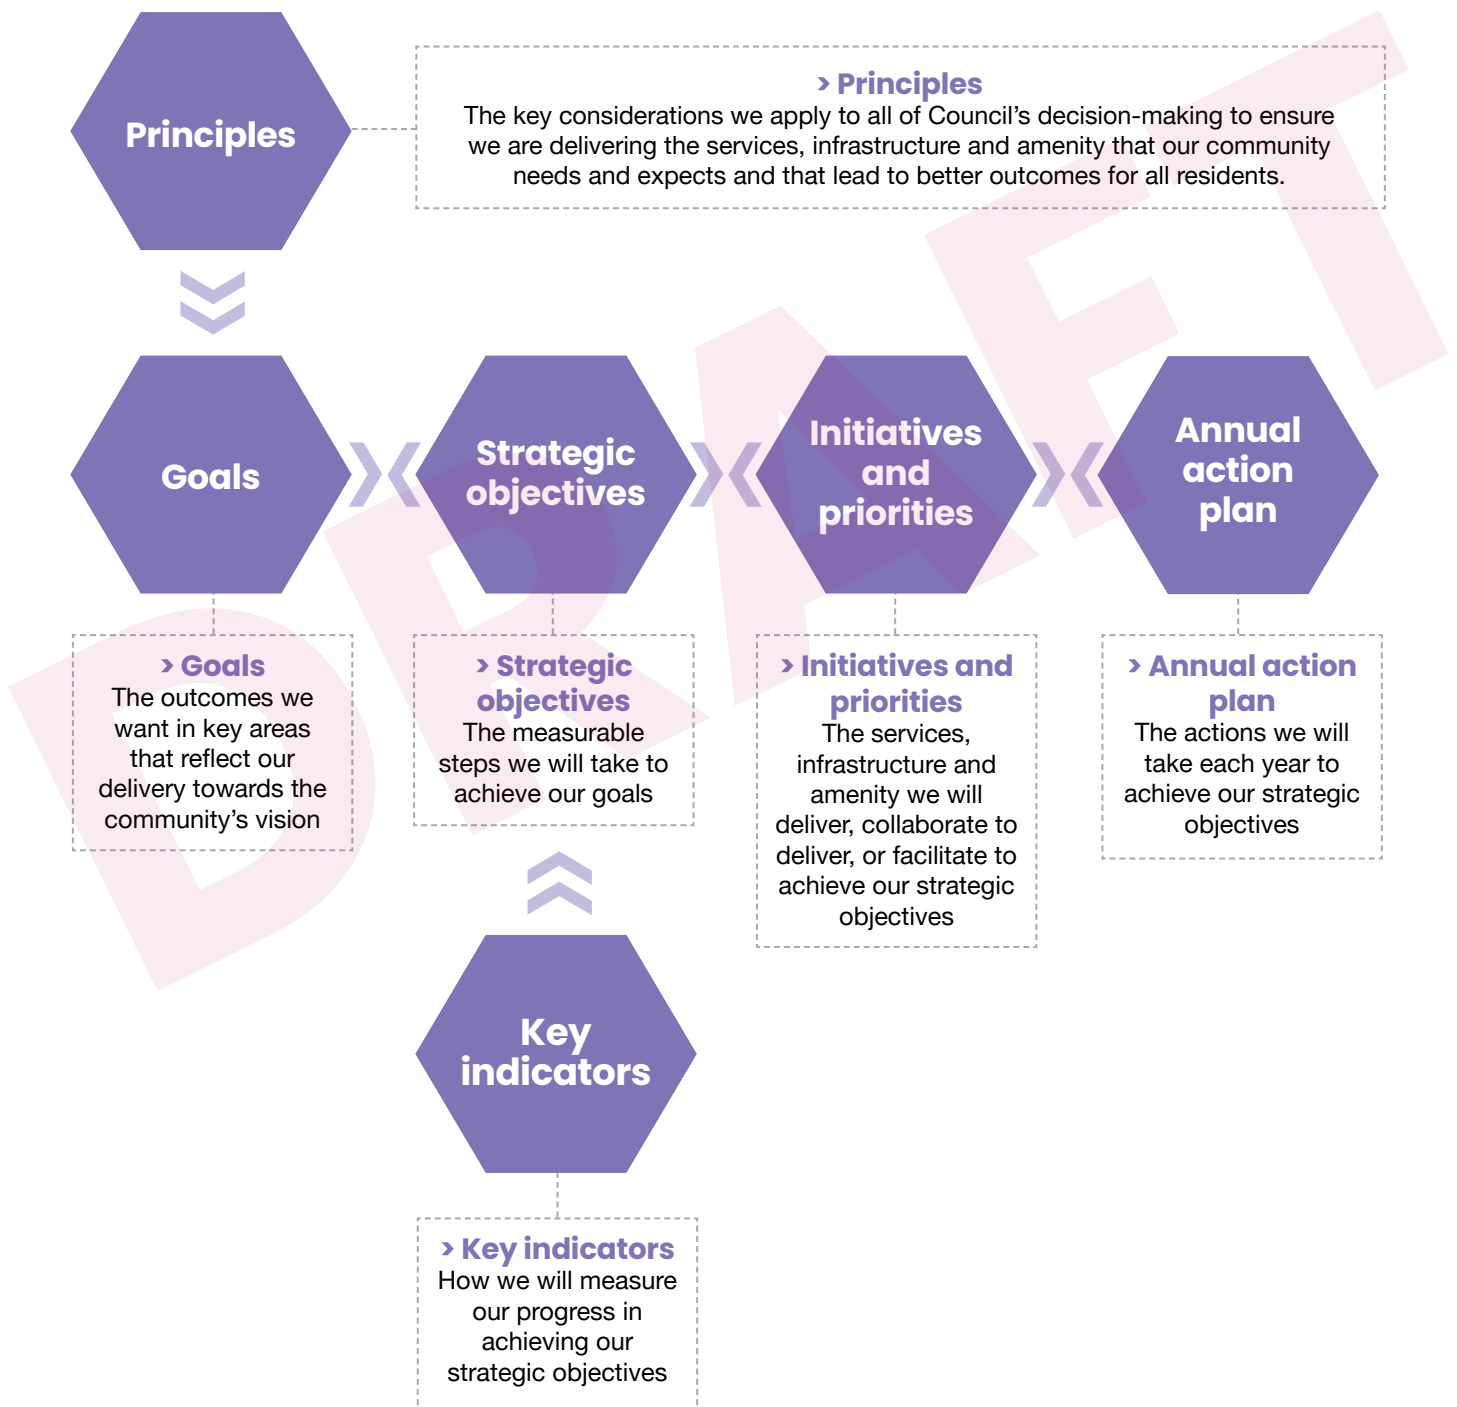 Principles
> Principles
The key considerations we apply to all of Council’s decision-making to ensure
we are delivering the services, infrastructure and amenity that our community
needs and expects and that lead to better outcomes for all residents.
Goals
Strategic
objectives
Initiatives
and
priorities
Annual
action
plan
> Goals
The outcomes we
want in key areas
that reflect our
delivery towards the
community’s vision
> Strategic
objectives
The measurable
steps we will take to
achieve our goals
> Initiatives and
priorities
The services,
infrastructure and
amenity we will
deliver, collaborate to
deliver, or facilitate to
achieve our strategic
objectives
> Annual action
plan
The actions we will
take each year to
achieve our strategic
objectives
Key
indicators
> Key indicators
How we will measure
our progress in
achieving our
strategic objectives
DRAFT